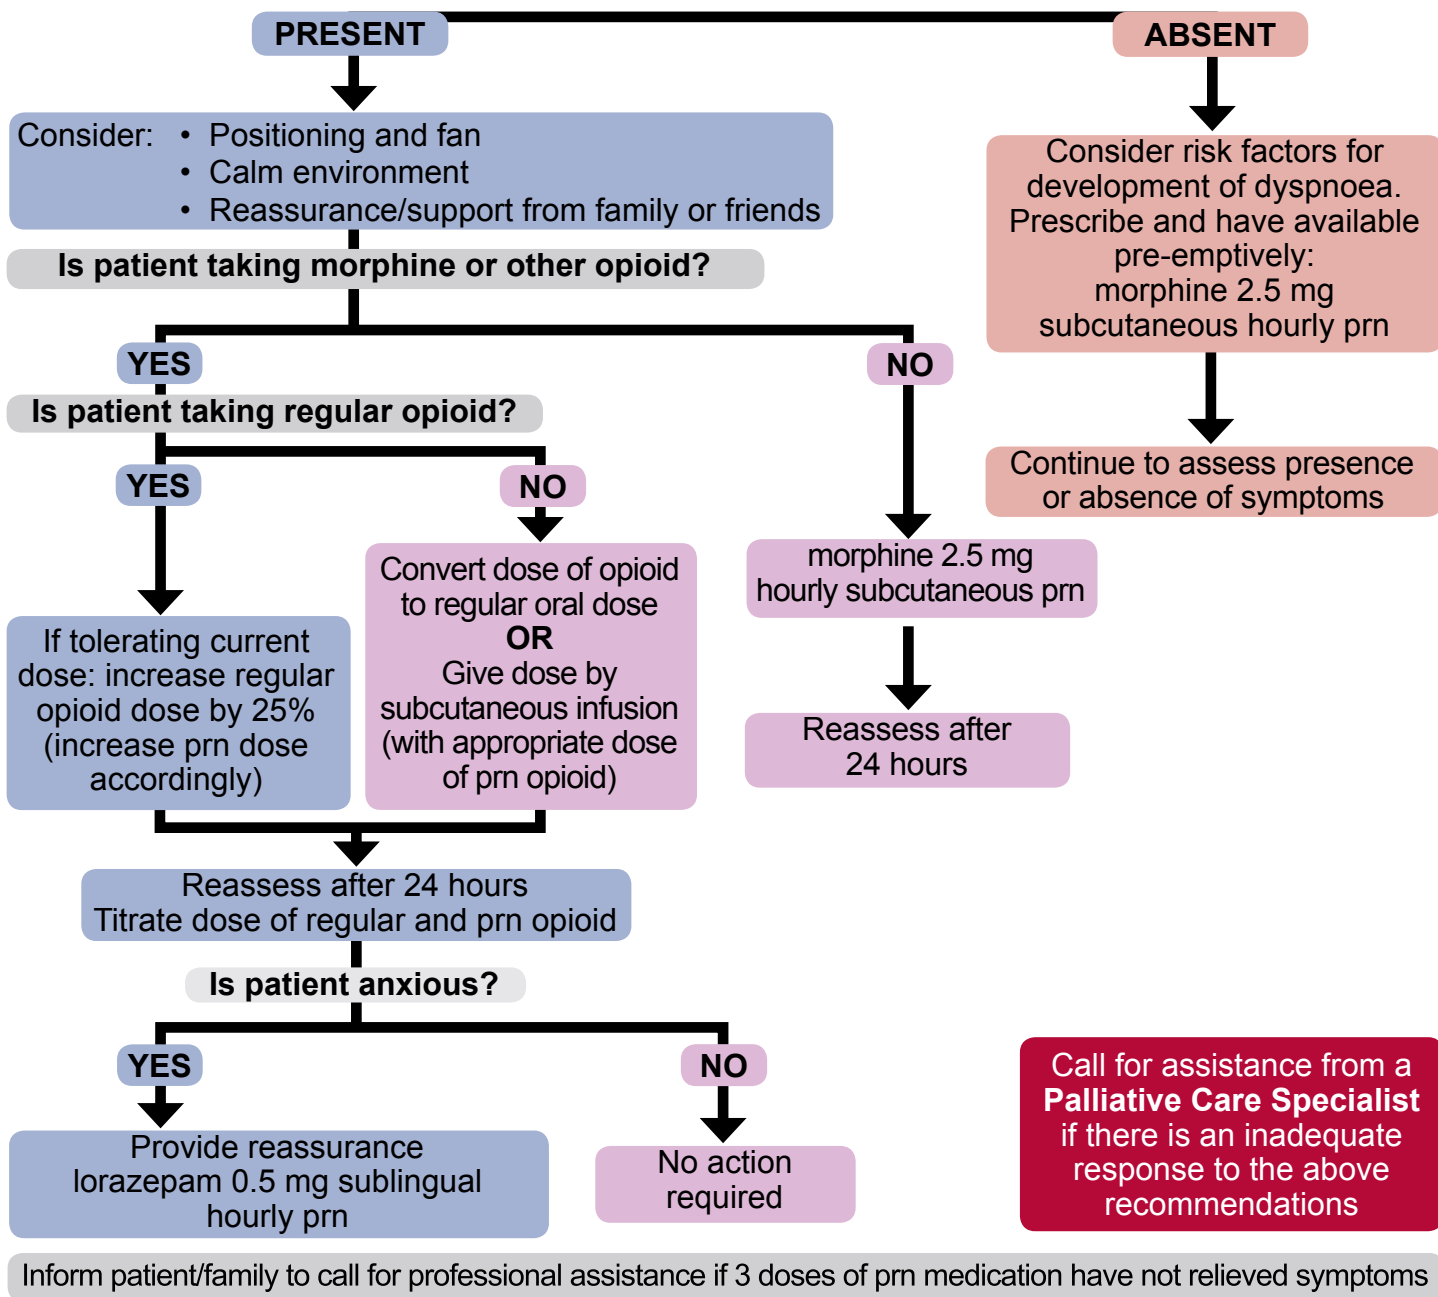 PRESENT
ABSENT
Consider: • Positioning and fan
• Calm environment
• Reassurance/support from family or friends
Consider risk factors for
development of dyspnoea.
Prescribe and have available
pre-emptively:
morphine 2.5 mg
subcutaneous hourly prn
Is patient taking morphine or other opioid?
YES
NO
Is patient taking regular opioid?
YES
NO
Continue to assess presence
or absence of symptoms
If tolerating current
dose: increase regular
opioid dose by 25%
(increase prn dose
accordingly)
Convert dose of opioid
to regular oral dose
OR
Give dose by
subcutaneous infusion
(with appropriate dose
of prn opioid)
morphine 2.5 mg
hourly subcutaneous prn
Reassess after
24 hours
Reassess after 24 hours
Titrate dose of regular and prn opioid
Is patient anxious?
YES
NO
Provide reassurance
lorazepam 0.5 mg sublingual
hourly prn
No action
required
Call for assistance from a
Palliative Care Specialist
if there is an inadequate
response to the above
recommendations
Inform patient/family to call for professional assistance if 3 doses of prn medication have not relieved symptoms